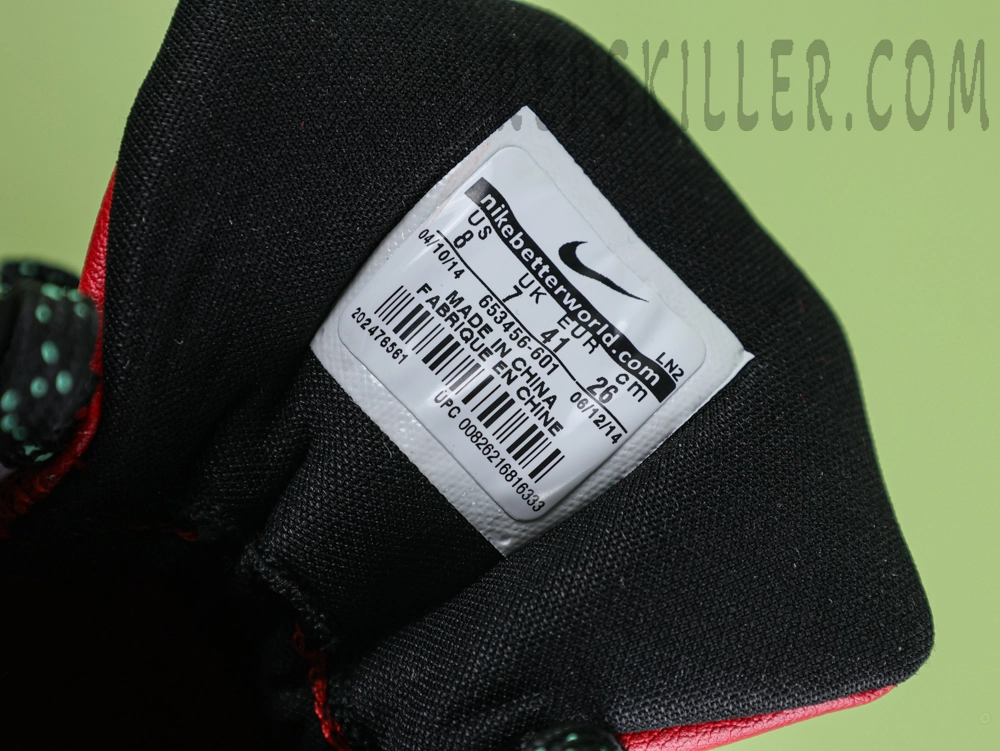 SKILLER.COM
nikebetterworld.com
LN2
US UK EUR cm
8 7 41 26
04/10/14 653456-601 06/12/14
MADE IN CHINA
FABRIQUE EN CHINE
202476561 UPC 00826216816333